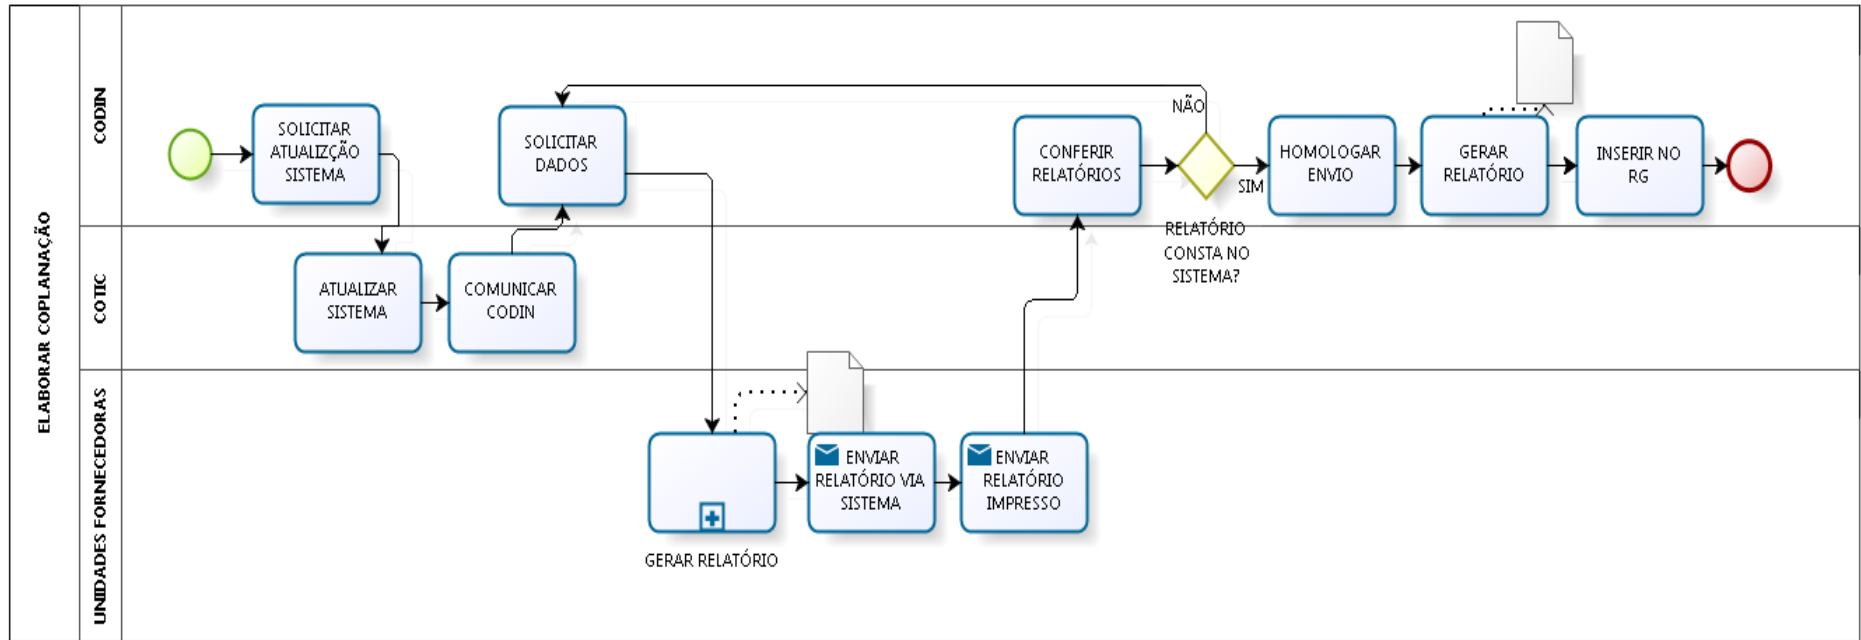 ELABORAR COPLANAÇÃO
CODIN
SOLICITAR
ATUALIZÇÃO
SISTEMA
SOLICITAR
DADOS
CONFERIR
RELATÓRIOS
NÃO
SIM
RELATÓRIO
CONSTA NO
SISTEMA?
HOMOLOGAR
ENVIO
GERAR
RELATÓRIO
INSERIR NO
RG
COTIC
ATUALIZAR
SISTEMA
COMUNICAR
CODIN
UNIDADES FORNECEDORAS
GERAR RELATÓRIO
ENVIAR
RELATÓRIO VIA
SISTEMA
ENVIAR
RELATÓRIO
IMPRESSO